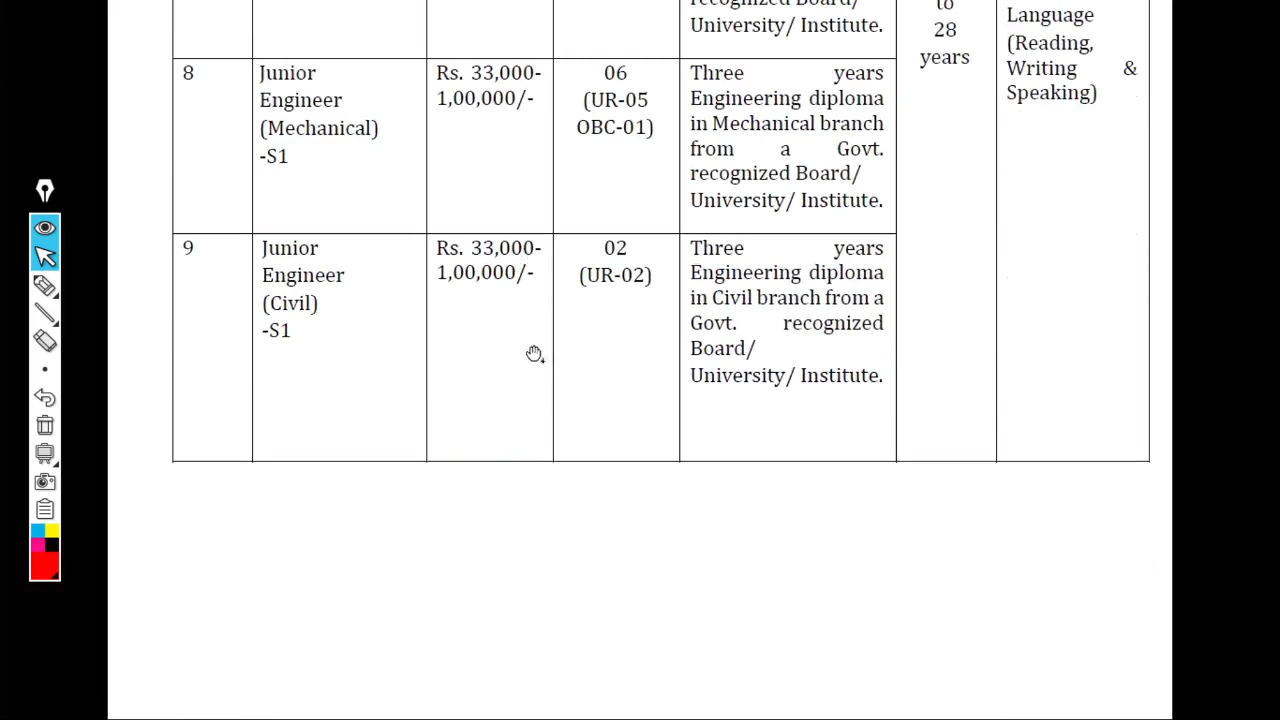 recognized Board/
University/ Institute.
to
28
years
Language
(Reading,
Writing &
Speaking)
8
Junior
Engineer
(Mechanical)
-S1
Rs. 33,000-
1,00,000/-
06
(UR-05
OBC-01)
Three years
Engineering diploma
in Mechanical branch
from a Govt.
recognized Board/
University/ Institute.
9
Junior
Engineer
(Civil)
-S1
Rs. 33,000-
1,00,000/-
02
(UR-02)
Three years
Engineering diploma
in Civil branch from a
Govt. recognized
Board/
University/ Institute.